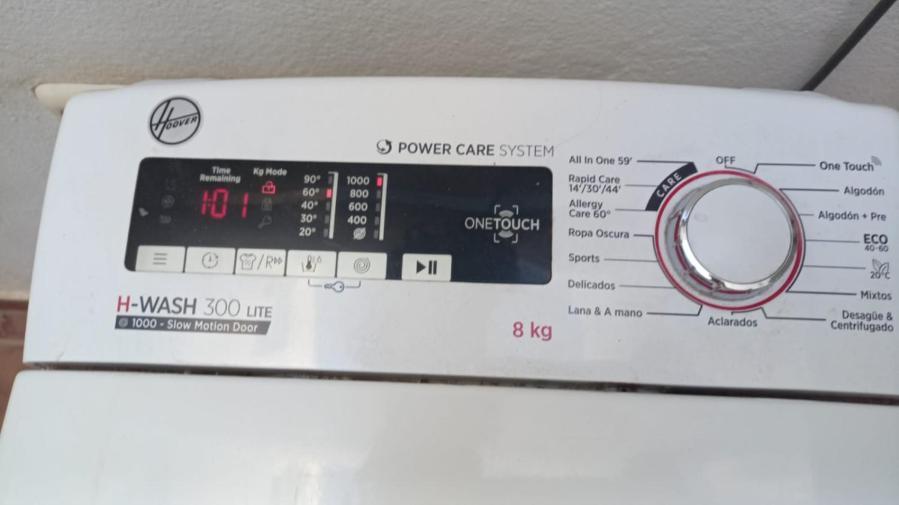 HOOVER
POWER CARE SYSTEM
Time
Remaining
Kg Mode
1:01
90°
60°
40°
30°
20°
1000
800
600
400
ONETOUCH
/R
H-WASH 300 LITE
1000 - Slow Motion Door
8 kg
All In One 59'
Rapid Care
14'/30'/44'
Allergy
Care 60°
Ropa Oscura
Sports
Delicados
Lana & A mano
CARE
OFF
One Touch
Algodón
Algodón + Pre
ECO
40-60
20°C
Mixtos
Desagüe &
Centrifugado
Aclarados